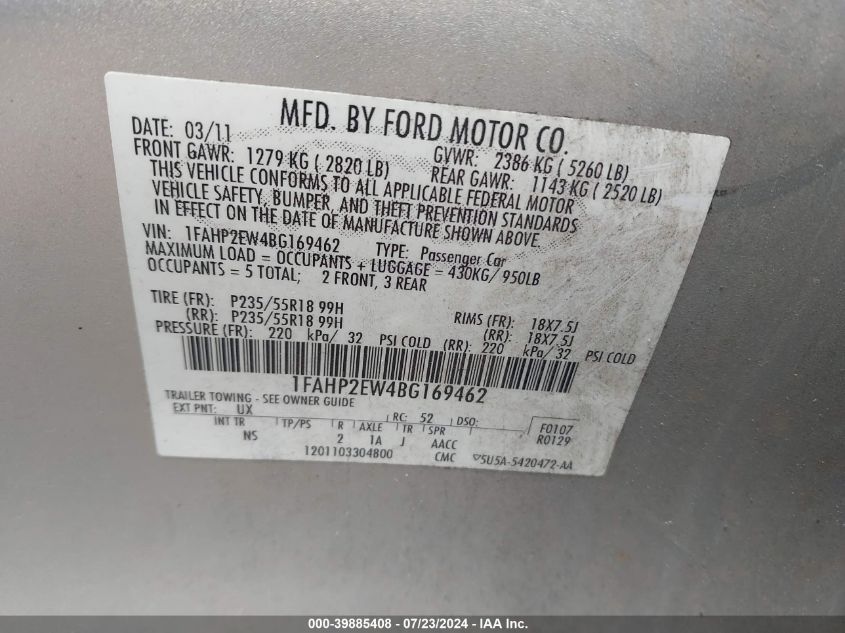 MFD. BY FORD MOTOR CO.
DATE: 03/11 GVWR: 2386 KG ( 5260 LB)
FRONT GAWR: 1279 KG ( 2820 LB) REAR GAWR: 1143 KG ( 2520 LB)
THIS VEHICLE CONFORMS TO ALL APPLICABLE FEDERAL MOTOR
VEHICLE SAFETY, BUMPER, AND THEFT PREVENTION STANDARDS
IN EFFECT ON THE DATE OF MANUFACTURE SHOWN ABOVE.
VIN: 1FAHP2EW4BG169462 TYPE: Passenger Car
MAXIMUM LOAD = OCCUPANTS + LUGGAGE = 430KG/ 950LB
OCCUPANTS = 5 TOTAL; 2 FRONT, 3 REAR
TIRE (FR): P235/55R18 99H RIMS (FR): 18X7.5J
(RR): P235/55R18 99H (RR): 18X7.5J
PRESSURE (FR): 220 kPa/ 32 PSI COLD (RR): 220 kPa/ 32 PSI COLD
1FAHP2EW4BG169462
TRAILER TOWING - SEE OWNER GUIDE
EXT PNT: UX RC: 52 DSO: F0107
INT TR TP/PS R AXLE TR SPR R0129
NS 2 1A J AACC
1201103304800 CMC ▽5U5A-5420472-AA
000-39885408 - 07/23/2024 - IAA Inc.